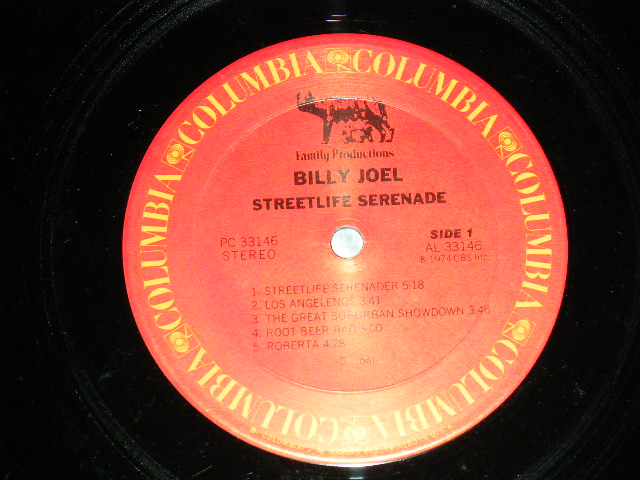 COLUMBIA COLUMBIA COLUMBIA COLUMBIA COLUMBIA COLUMBIA
Family Productions
BILLY JOEL
STREETLIFE SERENADE
PC 33146
STEREO
SIDE 1
AL 33146
℗ 1974 CBS Inc.
1. STREETLIFE SERENADER 5:18
2. LOS ANGELENOS 3:41
3. THE GREAT SUBURBAN SHOWDOWN 3:46
4. ROOT BEER RAG 3:00
5. ROBERTA 4:28